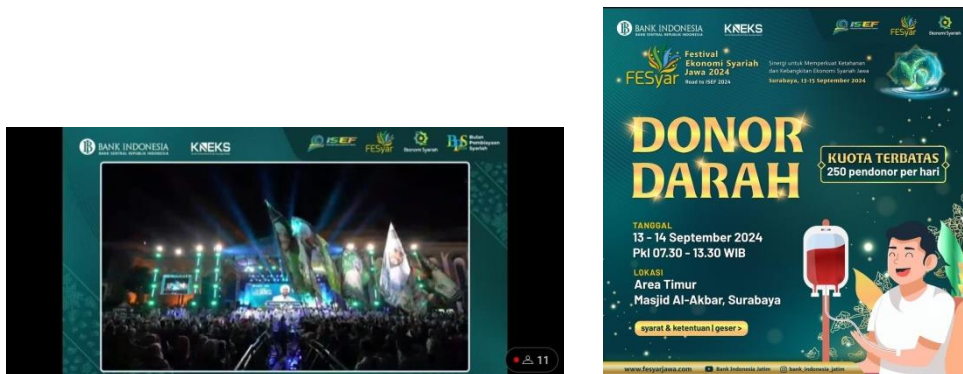 BANK INDONESIA
BANK CENTRAL REPUBLIK INDONESIA
KNEKS
ISEF
FESyar
Ekonomi Syariah
BPS
Bulan
Pembiayaan
Syariah
11
BANK INDONESIA
BANK CENTRAL REPUBLIK INDONESIA
KNEKS
ISEF
FESyar
Ekonomi Syariah
FESyar
Festival
Ekonomi Syariah
Jawa 2024
Road to ISEF 2024
Sinergi untuk Memperkuat Ketahanan
dan Kebangkitan Ekonomi Syariah Jawa
Surabaya, 13-15 September 2024
DONOR
DARAH
KUOTA TERBATAS
250 pendonor per hari
TANGGAL
13 - 14 September 2024
Pkl 07.30 - 13.30 WIB
LOKASI
Area Timur
Masjid Al-Akbar, Surabaya
syarat & ketentuan | geser >
www.fesyarjawa.com
Bank Indonesia Jatim
bank_indonesia_jatim